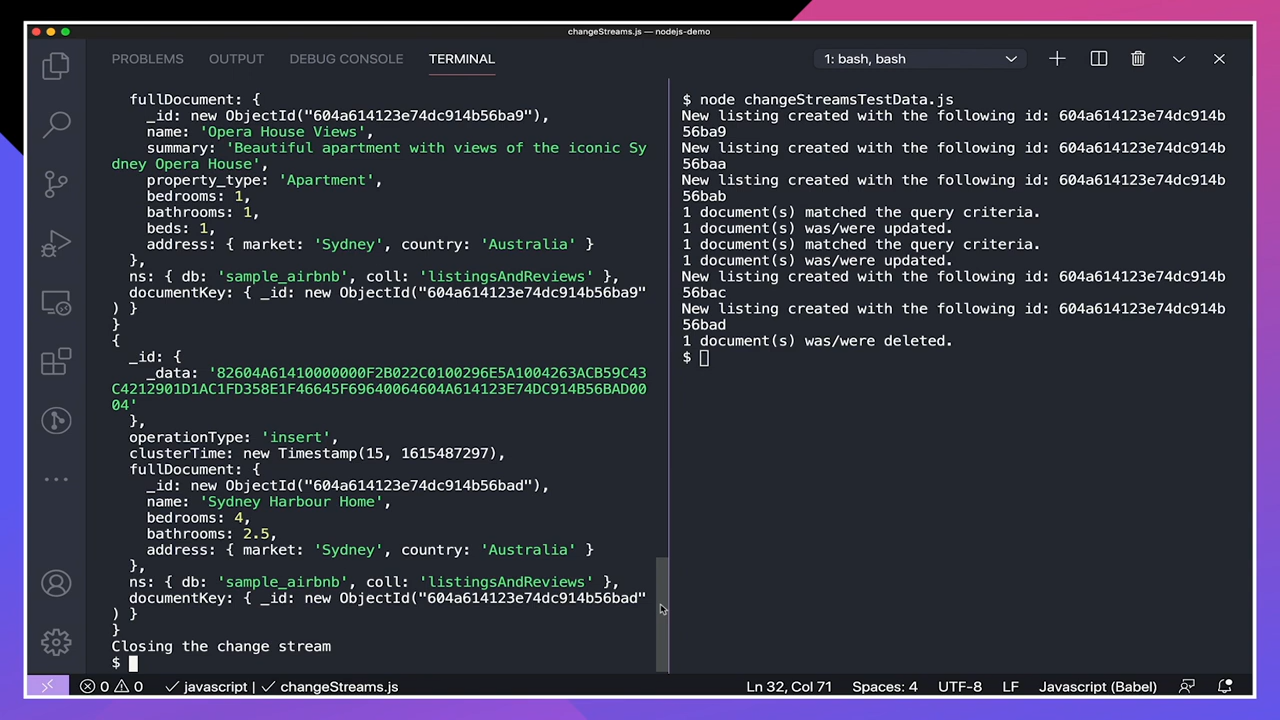 changeStreams.js — nodejs-demo
PROBLEMS OUTPUT DEBUG CONSOLE TERMINAL 1: bash, bash
fullDocument: {
_id: new ObjectId("604a614123e74dc914b56ba9"),
name: 'Opera House Views',
summary: 'Beautiful apartment with views of the iconic Sy
dney Opera House',
property_type: 'Apartment',
bedrooms: 1,
bathrooms: 1,
beds: 1,
address: { market: 'Sydney', country: 'Australia' }
},
ns: { db: 'sample_airbnb', coll: 'listingsAndReviews' },
documentKey: { _id: new ObjectId("604a614123e74dc914b56ba9"
) }
}
{
_id: {
_data: '82604A61410000000F2B022C0100296E5A1004263ACB59C43
C4212901D1AC1FD358E1F46645F69640064604A614123E74DC914B56BAD00
04'
},
operationType: 'insert',
clusterTime: new Timestamp(15, 1615487297),
fullDocument: {
_id: new ObjectId("604a614123e74dc914b56bad"),
name: 'Sydney Harbour Home',
bedrooms: 4,
bathrooms: 2.5,
address: { market: 'Sydney', country: 'Australia' }
},
ns: { db: 'sample_airbnb', coll: 'listingsAndReviews' },
documentKey: { _id: new ObjectId("604a614123e74dc914b56bad"
) }
}
Closing the change stream
$
$ node changeStreamsTestData.js
New listing created with the following id: 604a614123e74dc914b
56ba9
New listing created with the following id: 604a614123e74dc914b
56baa
New listing created with the following id: 604a614123e74dc914b
56bab
1 document(s) matched the query criteria.
1 document(s) was/were updated.
1 document(s) matched the query criteria.
1 document(s) was/were updated.
New listing created with the following id: 604a614123e74dc914b
56bac
New listing created with the following id: 604a614123e74dc914b
56bad
1 document(s) was/were deleted.
$
0 0 javascript | changeStreams.js Ln 32, Col 71 Spaces: 4 UTF-8 LF Javascript (Babel)